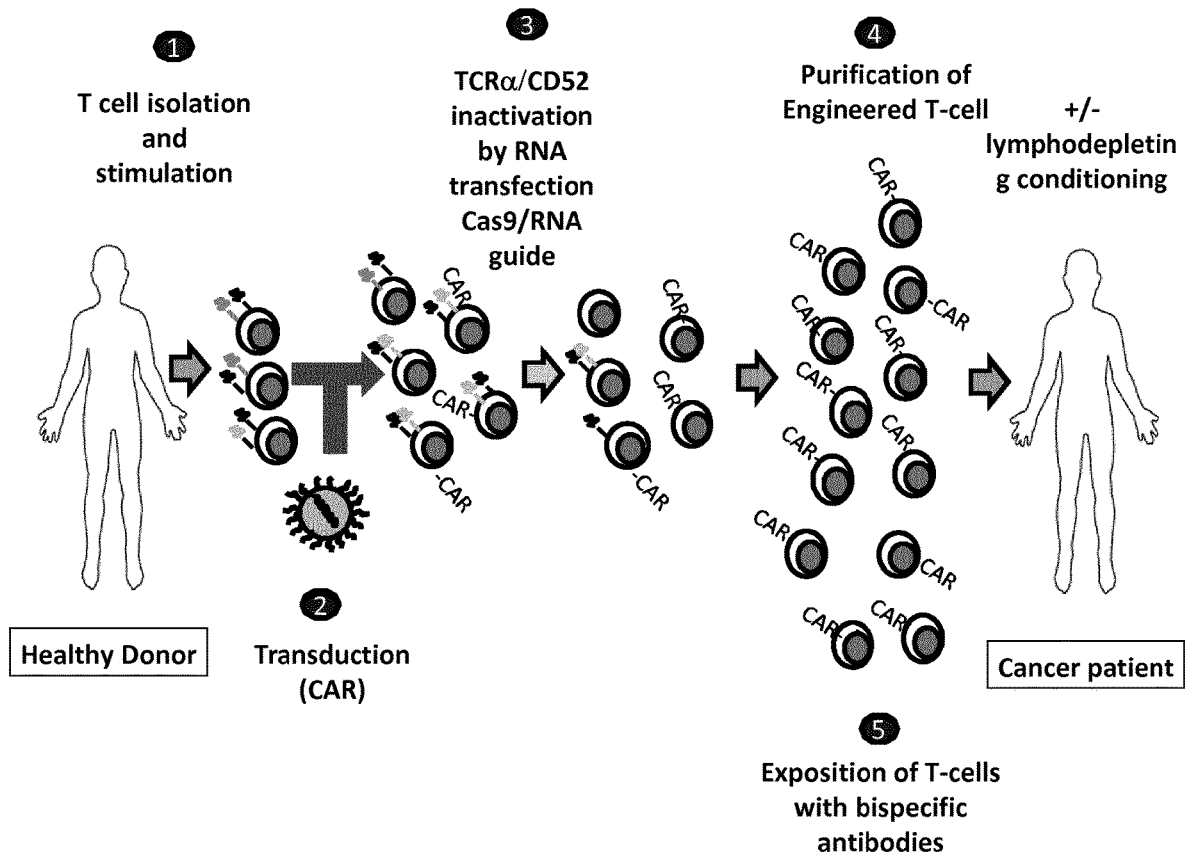 1
T cell isolation
and
stimulation
3
TCRα/CD52
inactivation
by RNA
transfection
Cas9/RNA
guide
4
Purification of
Engineered T-cell
+/-
lymphodepletin
g conditioning
CAR
CAR-
-CAR
CAR-
CAR
CAR-
-CAR
CAR-
CAR
-CAR
CAR-
CAR
CAR-
CAR-
CAR
CAR
CAR
CAR-
CAR
Healthy Donor
2
Transduction
(CAR)
Cancer patient
5
Exposition of T-cells
with bispecific
antibodies